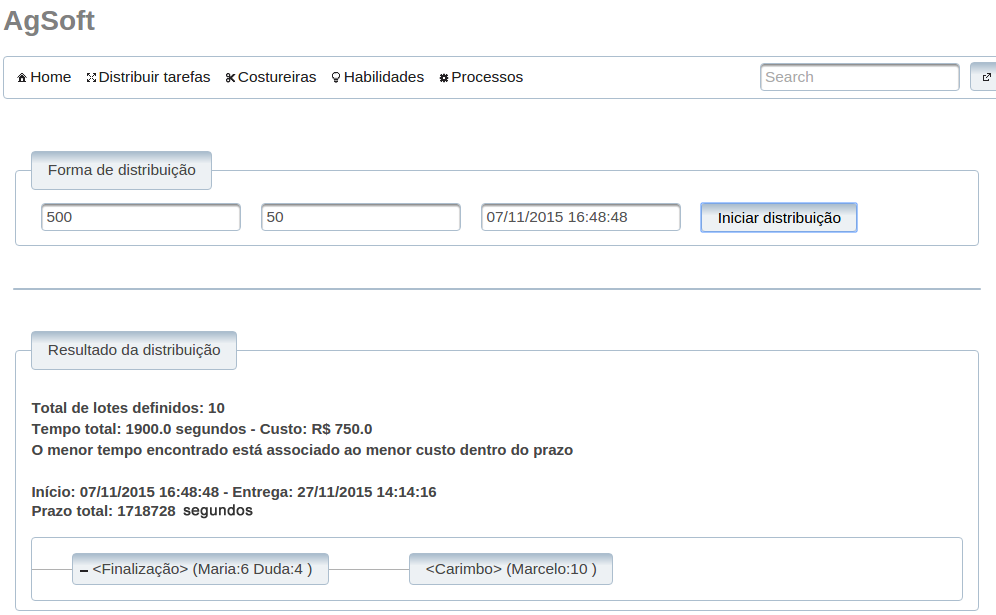 AgSoft
Home Distribuir tarefas Costureiras Habilidades Processos Search
Forma de distribuição
500 50 07/11/2015 16:48:48 Iniciar distribuição
Resultado da distribuição
Total de lotes definidos: 10
Tempo total: 1900.0 segundos - Custo: R$ 750.0
O menor tempo encontrado está associado ao menor custo dentro do prazo
Início: 07/11/2015 16:48:48 - Entrega: 27/11/2015 14:14:16
Prazo total: 1718728 segundos
<Finalização> (Maria:6 Duda:4 ) <Carimbo> (Marcelo:10 )